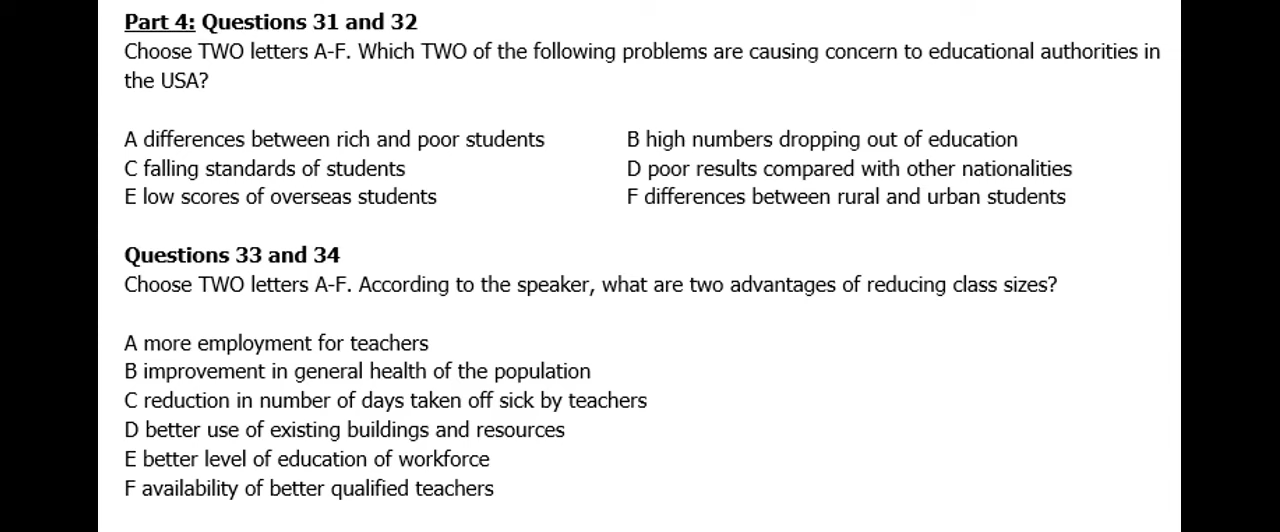 Part 4: Questions 31 and 32
Choose TWO letters A-F. Which TWO of the following problems are causing concern to educational authorities in
the USA?
A differences between rich and poor students
B high numbers dropping out of education
C falling standards of students
D poor results compared with other nationalities
E low scores of overseas students
F differences between rural and urban students
Questions 33 and 34
Choose TWO letters A-F. According to the speaker, what are two advantages of reducing class sizes?
A more employment for teachers
B improvement in general health of the population
C reduction in number of days taken off sick by teachers
D better use of existing buildings and resources
E better level of education of workforce
F availability of better qualified teachers